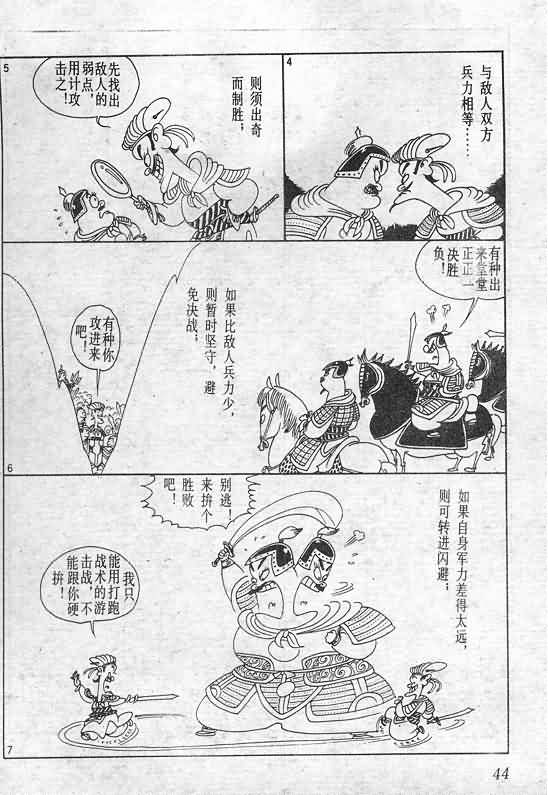 4
与敌人双方
兵力相等……
5
则须出奇
而制胜；
先找出
敌人的
弱点，
用计攻
击之！
有种出
来堂堂
正正一
决胜
负！
如果比敌人兵力少，
则暂时坚守，避
免决战；
有种你
攻进来
吧！
6
如果自身军力差得太远，
则可转进闪避；
别逃！
来拚个
胜败
吧！
我只
能用打跑
战术的游
击战，不
能跟你硬
拚！
7
44